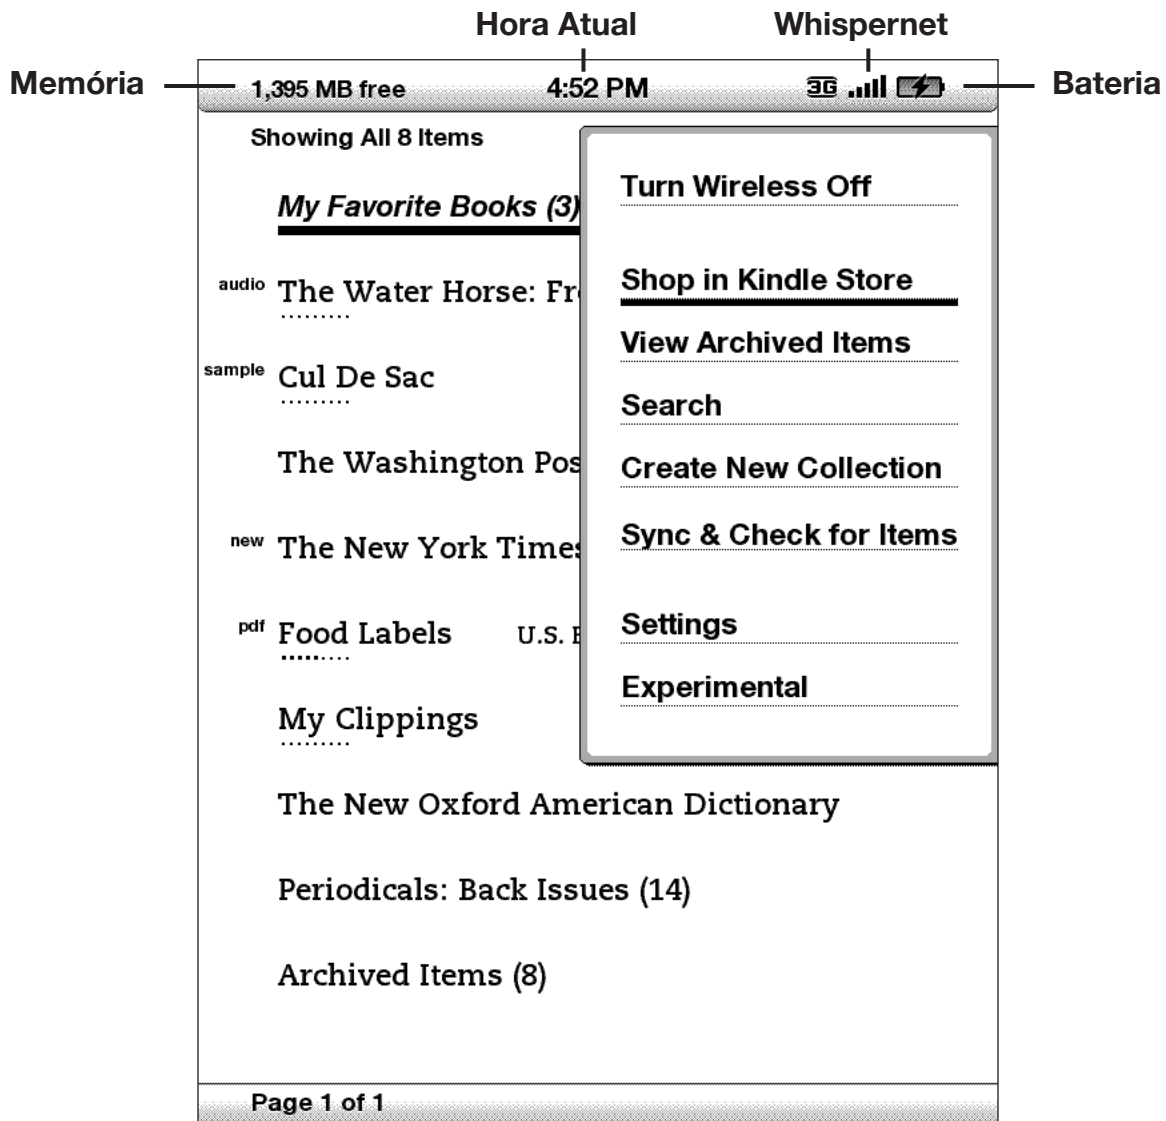 Hora Atual
Whispernet
Memória
Bateria
1,395 MB free
4:52 PM
3G
Showing All 8 Items
My Favorite Books (3)
audio The Water Horse:
sample Cul De Sac
The Washington
new The New York
pdf Food Labels U.S.
My Clippings
The New Oxford American Dictionary
Periodicals: Back Issues (14)
Archived Items (8)
Turn Wireless Off
Shop in Kindle Store
View Archived Items
Search
Create New Collection
Sync & Check for Items
Settings
Experimental
Page 1 of 1